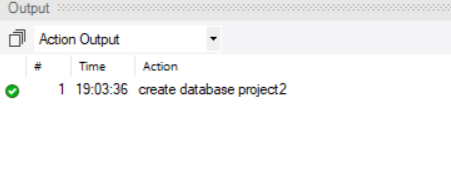 Output
Action Output
# Time Action
1 19:03:36 create database project2